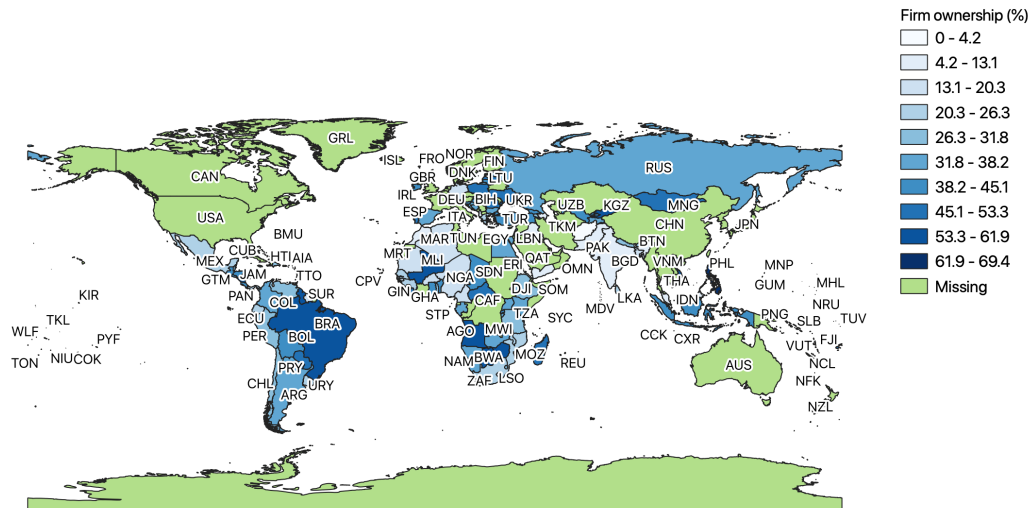 Firm ownership (%)
0 - 4.2
4.2 - 13.1
13.1 - 20.3
20.3 - 26.3
26.3 - 31.8
31.8 - 38.2
38.2 - 45.1
45.1 - 53.3
53.3 - 61.9
61.9 - 69.4
Missing
GRL
ISL
FRO
NOR
FIN
RUS
CAN
GBR
DNK
LTU
IRL
DEU
BIH
UKR
UZB
KGZ
MNG
USA
ESP
ITA
TUR
TKM
CHN
JPN
BMU
MAR
TUN
EGY
LBN
PAK
BTN
CUB
HTI
AIA
MRT
MLI
QAT
BGD
VNM
PHL
MEX
JAM
TTO
CPV
NGA
SDN
ERI
OMN
THA
GUM
MNP
MHL
GTM
PAN
SUR
GIN
GHA
CAF
DJI
SOM
MDV
LKA
IDN
NRU
KIR
COL
STP
TZA
SYC
PNG
SLB
TUV
TKL
WLF
ECU
BRA
AGO
MWI
CCK
CXR
VUT
FJI
PYF
PER
BOL
TON
NIU
COK
NAM
BWA
MOZ
REU
AUS
NCL
PRY
CHL
URY
ARG
ZAF
LSO
NFK
NZL